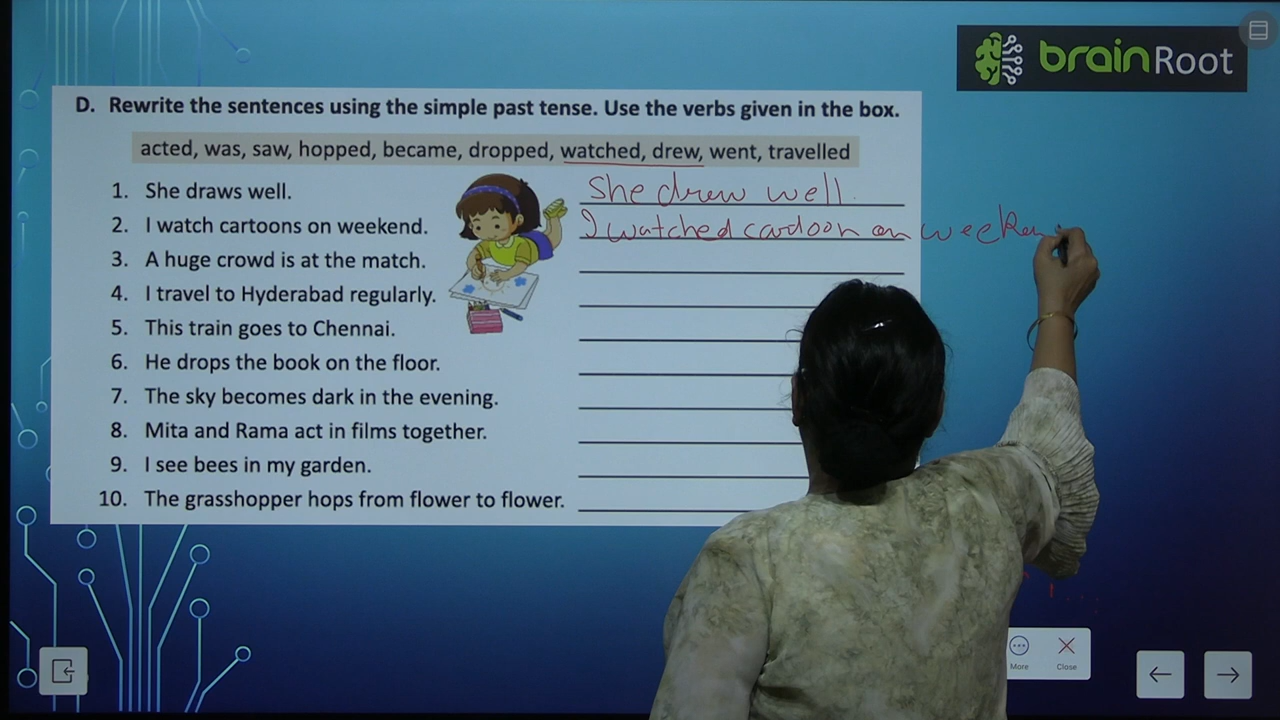 brainRoot
D. Rewrite the sentences using the simple past tense. Use the verbs given in the box.
acted, was, saw, hopped, became, dropped, watched, drew, went, travelled
1. She draws well. She drew well.
2. I watch cartoons on weekend. I watched cartoon on weeken
3. A huge crowd is at the match.
4. I travel to Hyderabad regularly.
5. This train goes to Chennai.
6. He drops the book on the floor.
7. The sky becomes dark in the evening.
8. Mita and Rama act in films together.
9. I see bees in my garden.
10. The grasshopper hops from flower to flower.
More Close